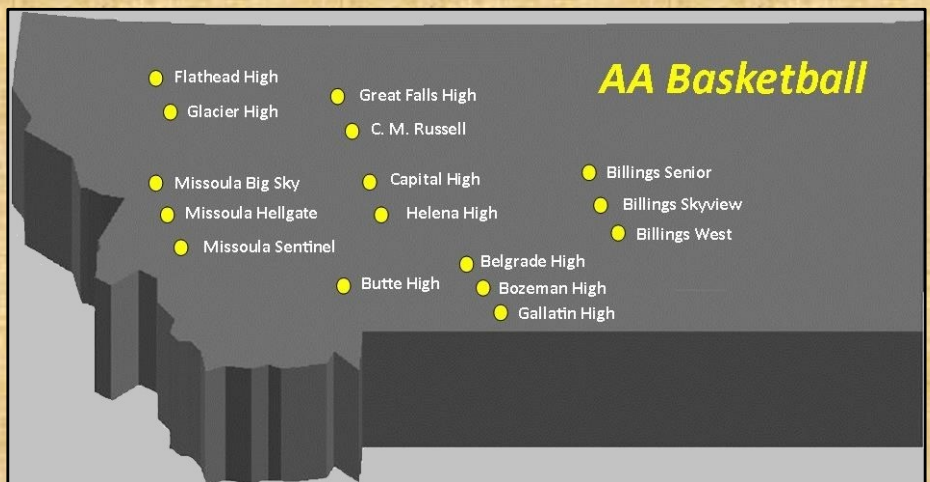 AA Basketball
Flathead High
Glacier High
Great Falls High
C. M. Russell
Missoula Big Sky
Missoula Hellgate
Missoula Sentinel
Capital High
Helena High
Butte High
Belgrade High
Bozeman High
Gallatin High
Billings Senior
Billings Skyview
Billings West